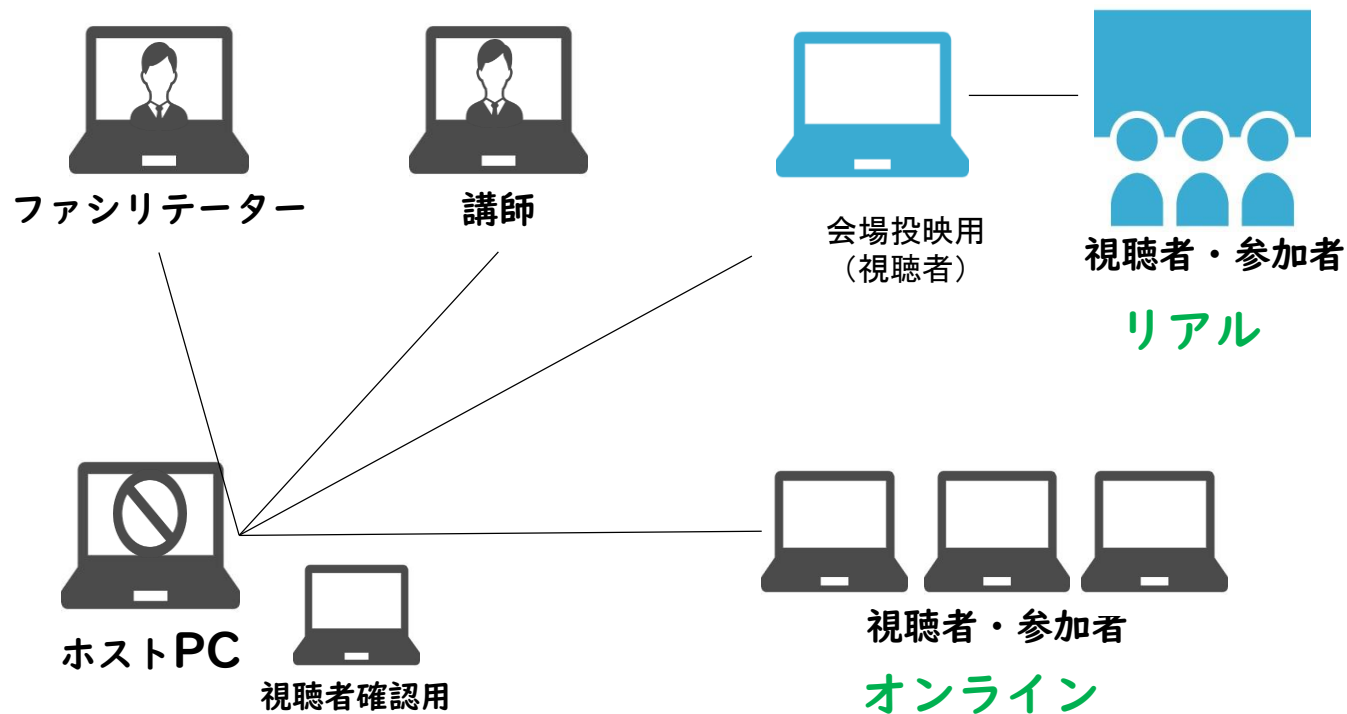 ファシリテーター
講師
会場投映用
（視聴者）
視聴者・参加者
リアル
ホストPC
視聴者確認用
視聴者・参加者
オンライン